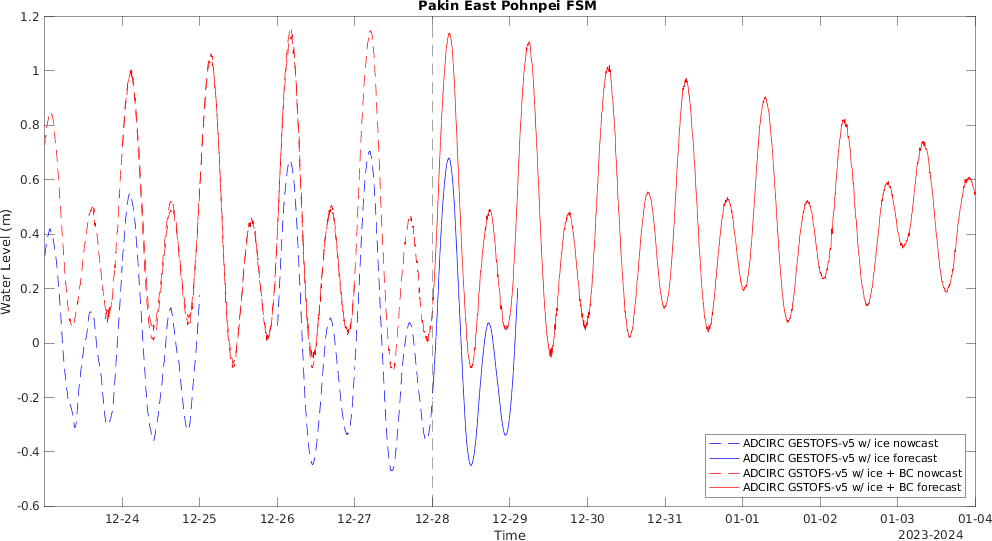 Pakin East Pohnpei FSM
1.2
1
0.8
0.6
0.4
0.2
0
-0.2
-0.4
-0.6
Water Level (m)
ADCIRC GESTOFS-v5 w/ ice nowcast
ADCIRC GESTOFS-v5 w/ ice forecast
ADCIRC GSTOFS-v5 w/ ice + BC nowcast
ADCIRC GSTOFS-v5 w/ ice + BC forecast
12-24 12-25 12-26 12-27 12-28 12-29 12-30 12-31 01-01 01-02 01-03 01-04
Time
2023-2024